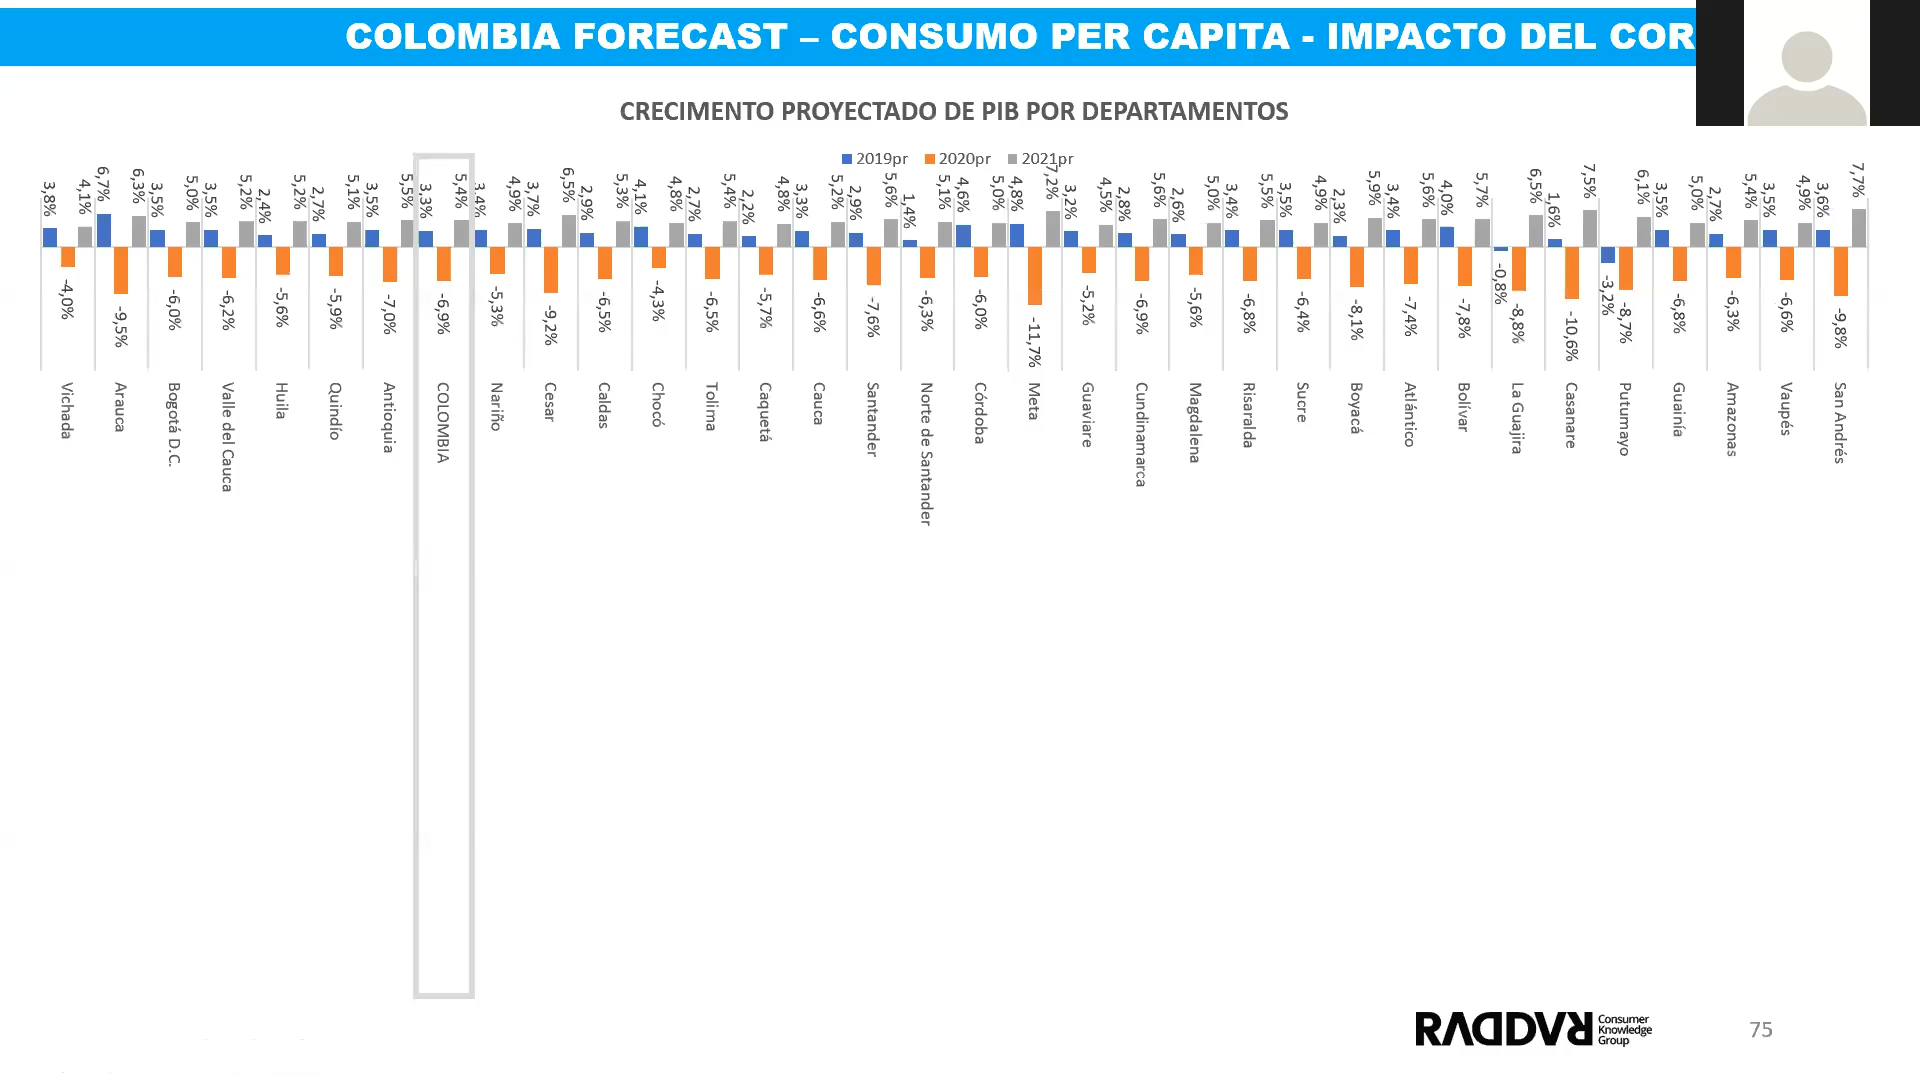 COLOMBIA FORECAST – CONSUMO PER CAPITA - IMPACTO DEL COR
CRECIMENTO PROYECTADO DE PIB POR DEPARTAMENTOS
2019pr 2020pr 2021pr
3,8% -4,0% 4,1% Vichada
6,7% -9,5% 6,3% Arauca
3,5% -6,0% 5,0% Bogotá D.C.
3,5% -6,2% 5,2% Valle del Cauca
2,4% -5,6% 5,2% Huila
2,7% -5,9% 5,1% Quindío
3,5% -7,0% 5,5% Antioquia
3,3% -6,9% 5,4% COLOMBIA
3,4% -5,3% 4,9% Nariño
3,7% -9,2% 6,5% Cesar
2,9% -6,5% 5,3% Caldas
4,1% -4,3% 4,8% Chocó
2,7% -6,5% 5,4% Tolima
2,2% -5,7% 4,8% Caquetá
3,3% -6,6% 5,2% Cauca
2,9% -7,6% 5,6% Santander
1,4% -6,3% 5,1% Norte de Santander
4,6% -6,0% 5,0% Córdoba
4,8% -11,7% 7,2% Meta
3,2% -5,2% 4,5% Guaviare
2,8% -6,9% 5,6% Cundinamarca
2,6% -5,6% 5,0% Magdalena
3,4% -6,8% 5,5% Risaralda
3,5% -6,4% 4,9% Sucre
2,3% -8,1% 5,9% Boyacá
3,4% -7,4% 5,6% Atlántico
4,0% -7,8% 5,7% Bolívar
-0,8% -8,8% 6,5% La Guajira
1,6% -10,6% 7,5% Casanare
-3,2% -8,7% 6,1% Putumayo
3,5% -6,8% 5,0% Guainía
2,7% -6,3% 5,4% Amazonas
3,5% -6,6% 4,9% Vaupés
3,6% -9,8% 7,7% San Andrés
RADDAR
Consumer
Knowledge
Group
75